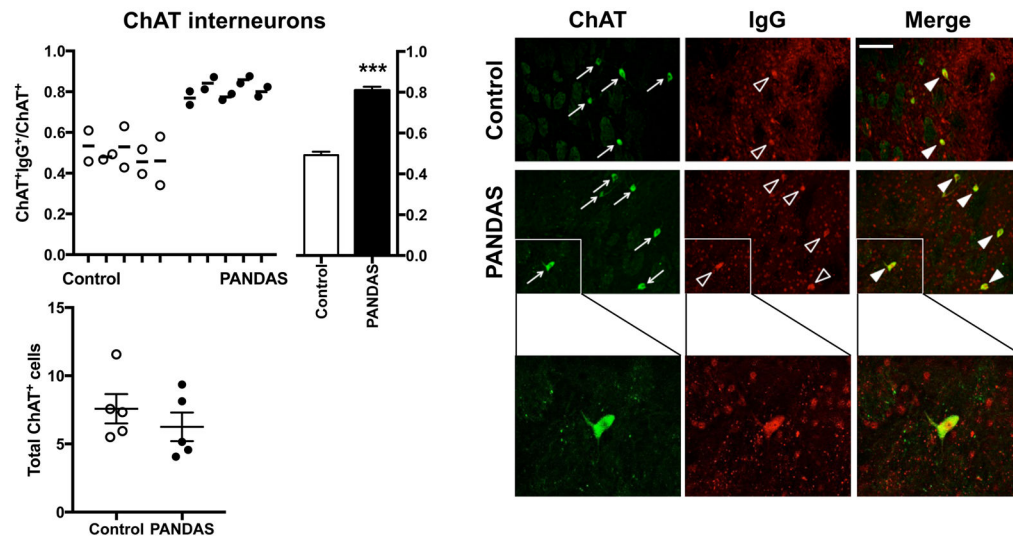 ChAT interneurons
ChAT⁺IgG⁺/ChAT⁺
1.0
0.8
0.6
0.4
0.2
0.0
Control PANDAS
***
1.0
0.8
0.6
0.4
0.2
0.0
Control
PANDAS
Total ChAT⁺ cells
15
10
5
0
Control PANDAS
ChAT IgG Merge
Control
PANDAS